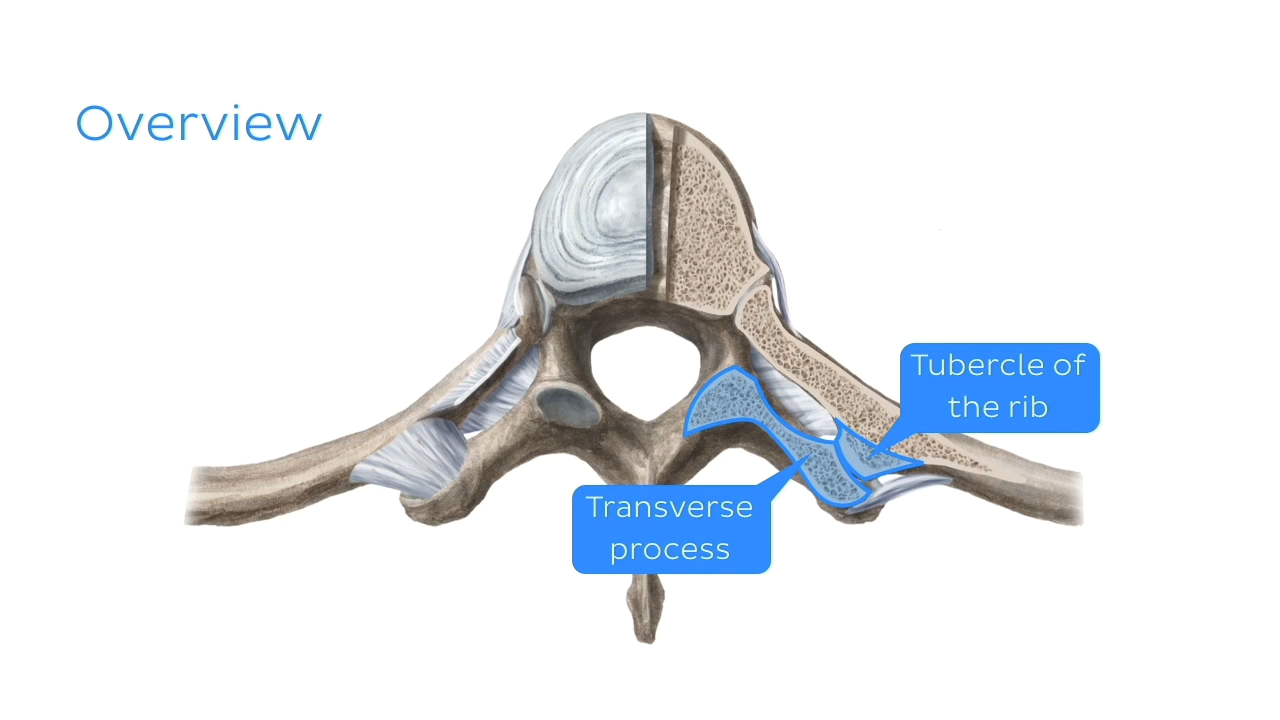 Overview
Tubercle of
the rib
Transverse
process